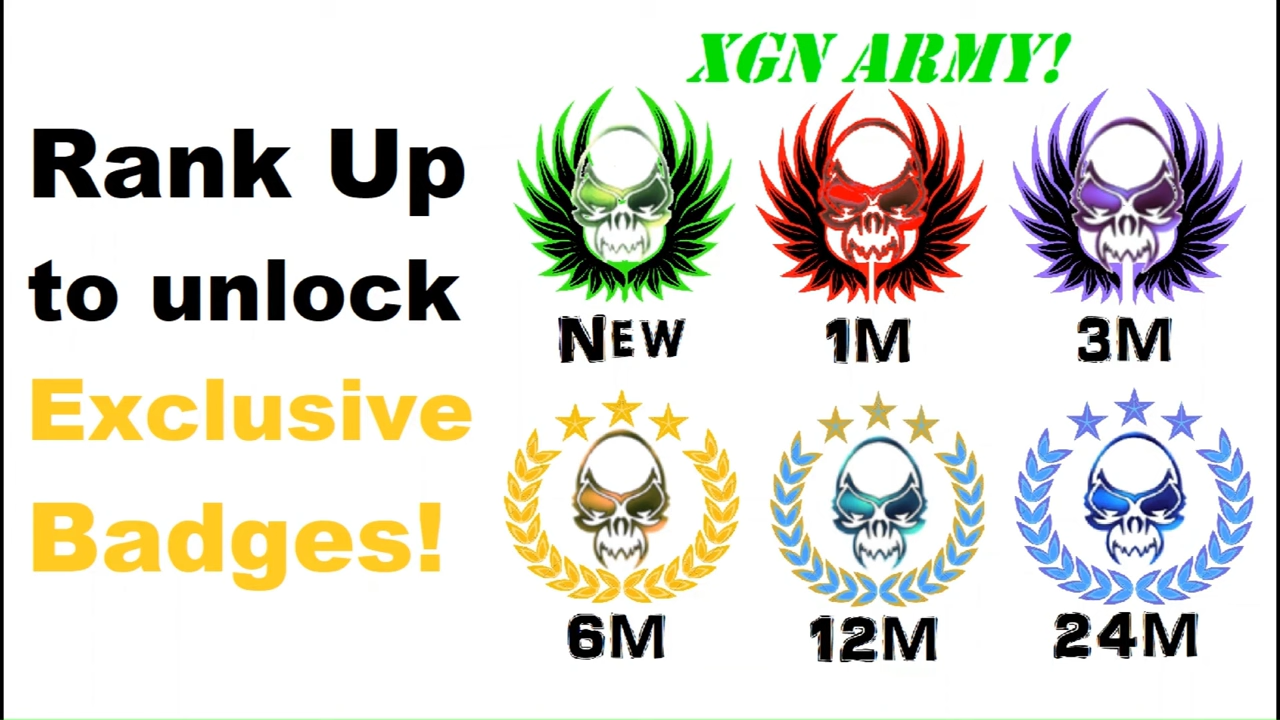 Rank Up
to unlock
Exclusive
Badges!
XGN ARMY!
New
1M
3M
6M
12M
24M